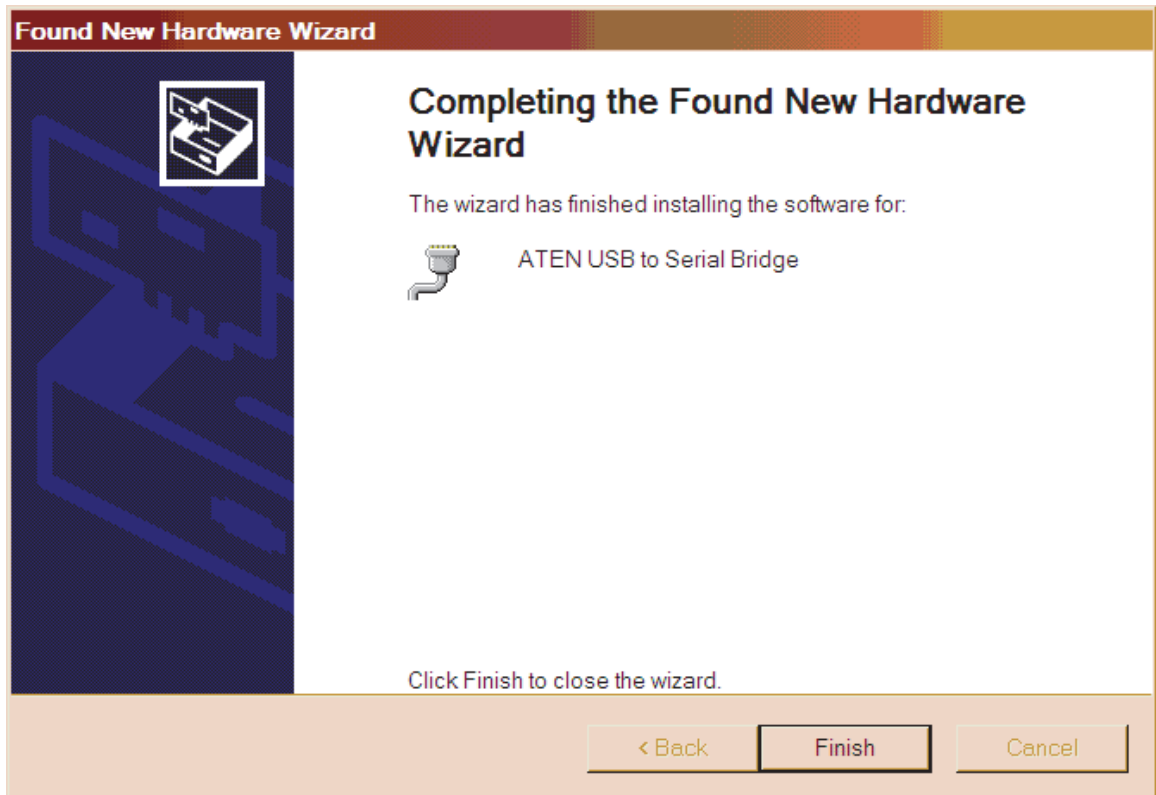 Found New Hardware Wizard
Completing the Found New Hardware
Wizard
The wizard has finished installing the software for:
ATEN USB to Serial Bridge
Click Finish to close the wizard.
< Back
Finish
Cancel